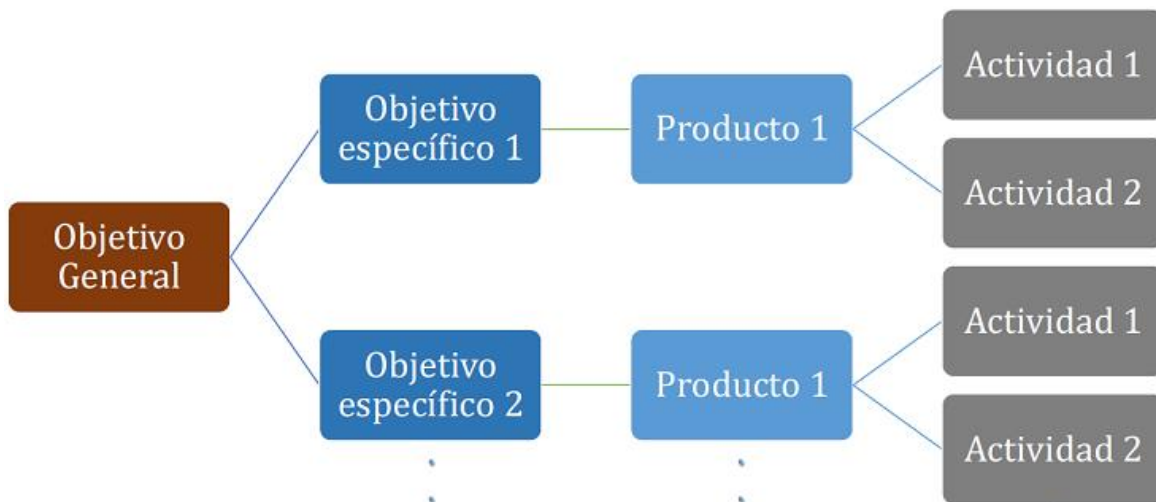 Objetivo
General
Objetivo
específico 1
Producto 1
Actividad 1
Actividad 2
Objetivo
específico 2
Producto 1
Actividad 1
Actividad 2